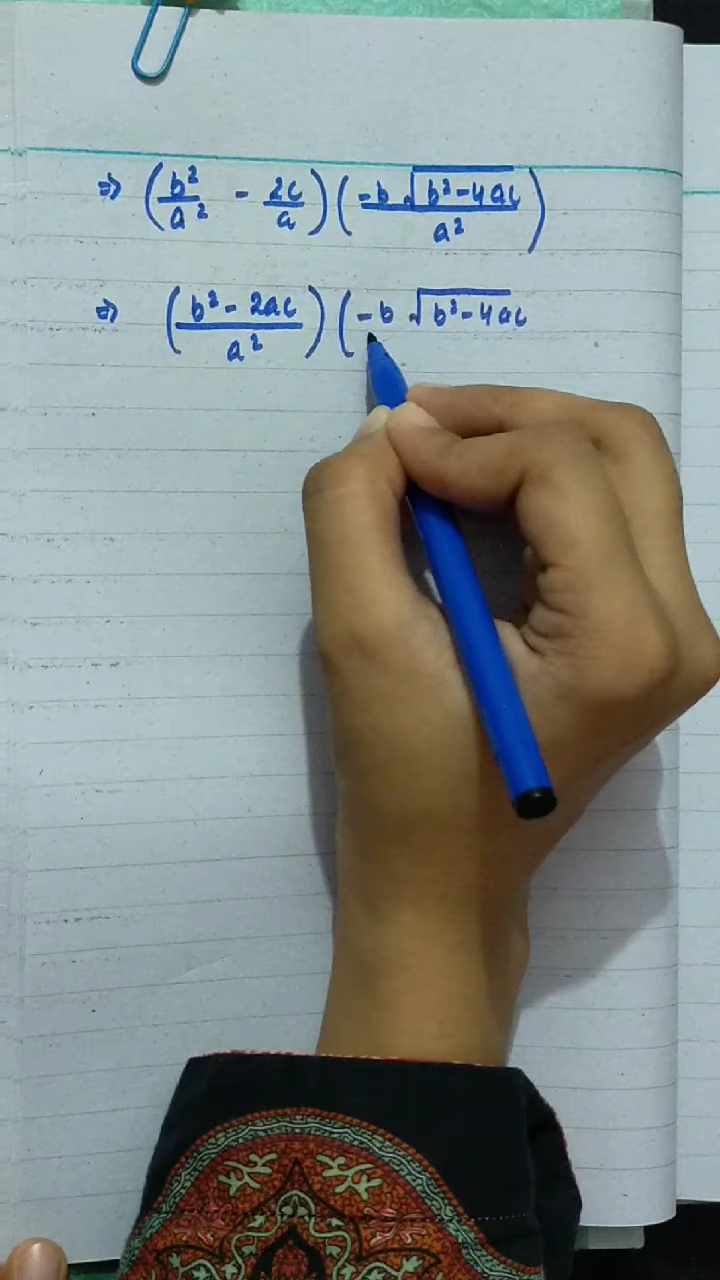 ⇒ (b²/a² - 2c/a) (-b √(b²-4ac)/a²)
⇒ ((b² - 2ac)/a²) (-b √(b²-4ac)